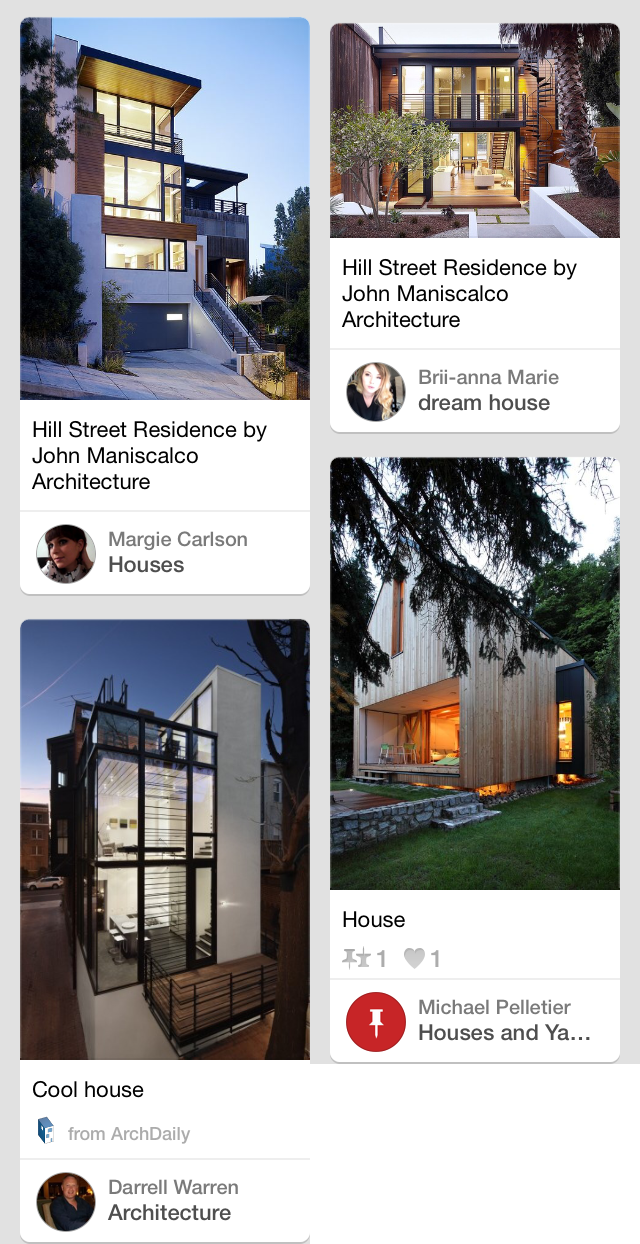 Hill Street Residence by
John Maniscalco
Architecture
Margie Carlson
Houses
Hill Street Residence by
John Maniscalco
Architecture
Brii-anna Marie
dream house
Cool house
from ArchDaily
Darrell Warren
Architecture
House
1 1
Michael Pelletier
Houses and Ya...